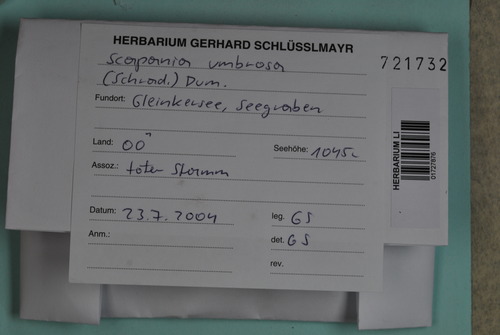 HERBARIUM GERHARD SCHLÜSSLMAYR
721732
Scapania umbrosa
(Schrad.) Dum.
Fundort: Gleinkersee, Seegraben
Land: OÖ
Seehöhe: 1045
Assoz.: toter Stamm
Datum: 23.7.2004
leg. GS
Anm.:
det. GS
rev.
HERBARIUM LI